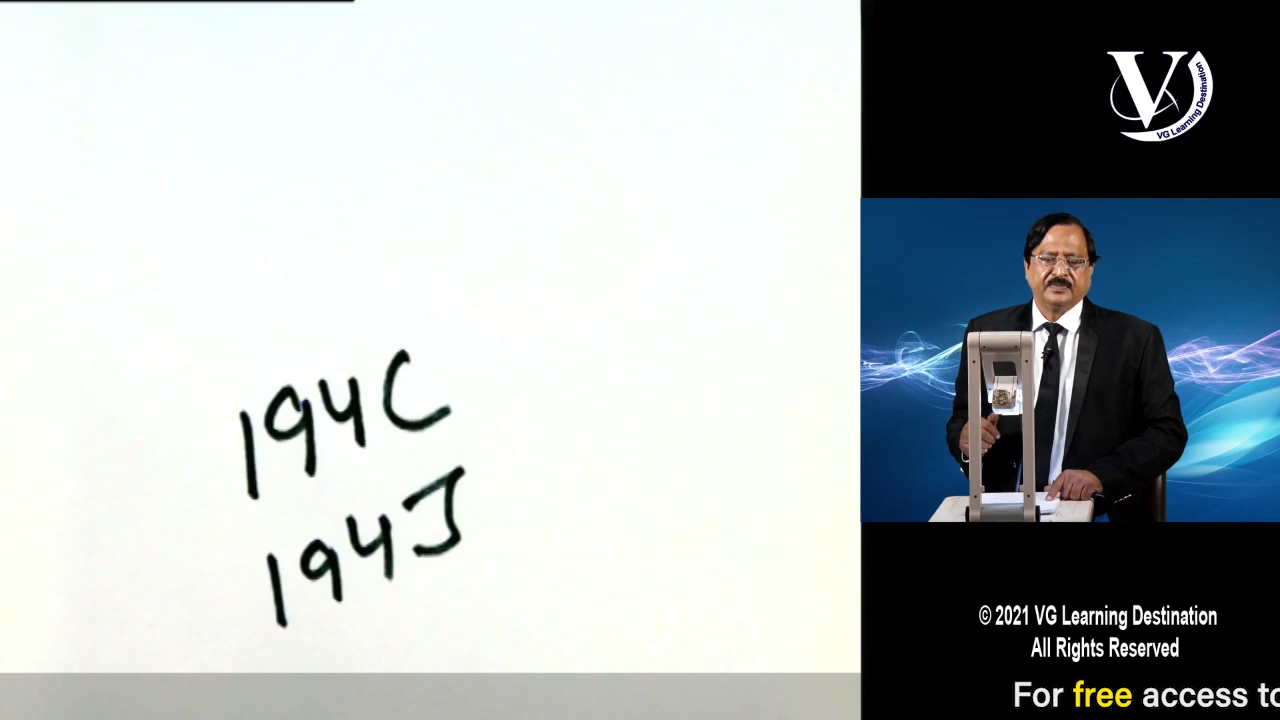 194C
194J
V
VG Learning Destination
© 2021 VG Learning Destination
All Rights Reserved
For free access to